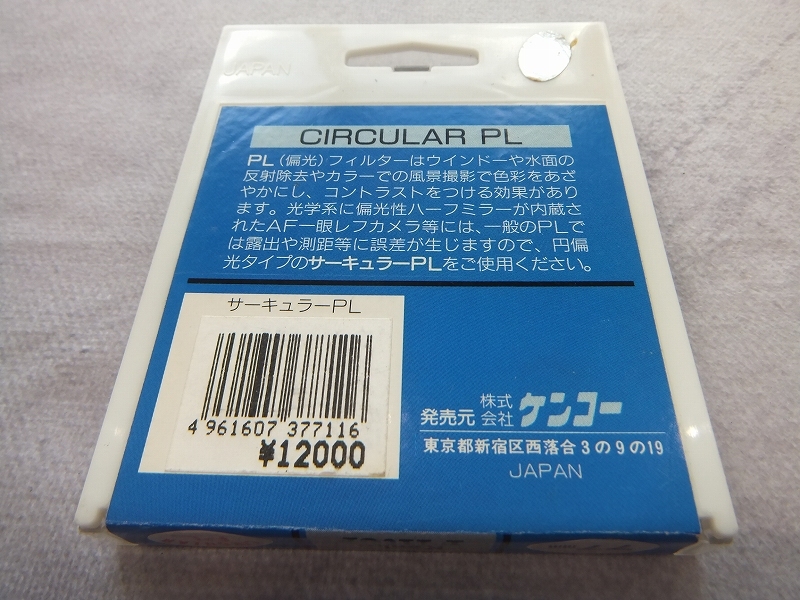 JAPAN
CIRCULAR PL
PL（偏光）フィルターはウインドーや水面の
反射除去やカラーでの風景撮影で色彩をあざ
やかにし、コントラストをつける効果があり
ます。光学系に偏光性ハーフミラーが内蔵さ
れたAF一眼レフカメラ等には、一般のPLで
は露出や測距等に誤差が生じますので、円偏
光タイプのサーキュラーPLをご使用ください。
サーキュラーPL
4 961607 377116
¥12000
発売元 株式会社 ケンコー
東京都新宿区西落合3の9の19
JAPAN